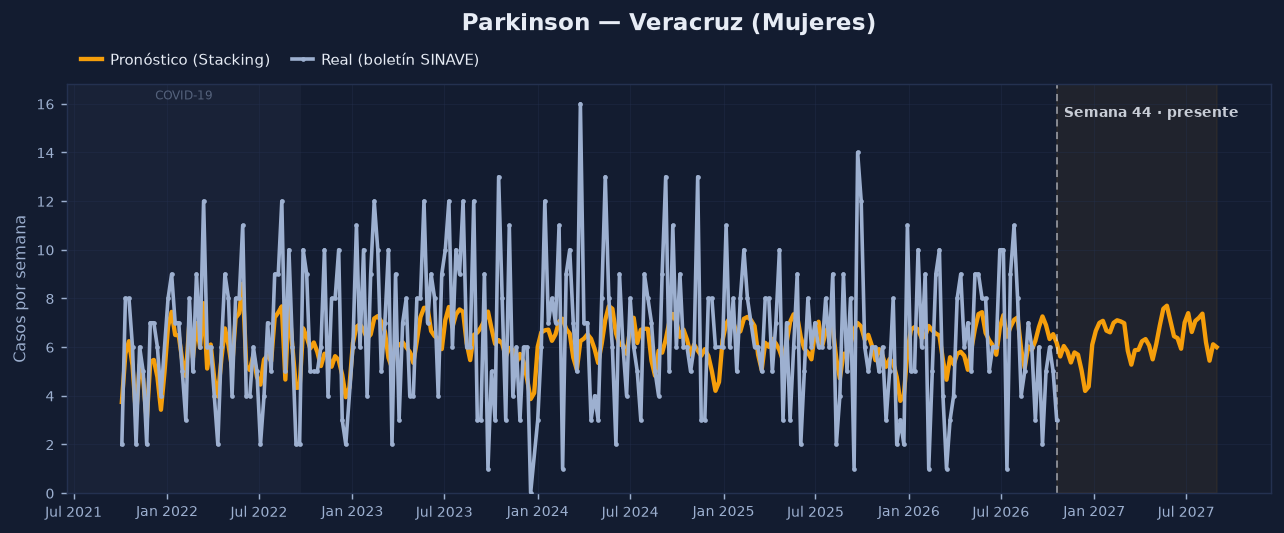 Parkinson — Veracruz (Mujeres)
Pronóstico (Stacking)
Real (boletín SINAVE)
COVID-19
Semana 44 · presente
Casos por semana
16
14
12
10
8
6
4
2
0
Jul 2021
Jan 2022
Jul 2022
Jan 2023
Jul 2023
Jan 2024
Jul 2024
Jan 2025
Jul 2025
Jan 2026
Jul 2026
Jan 2027
Jul 2027